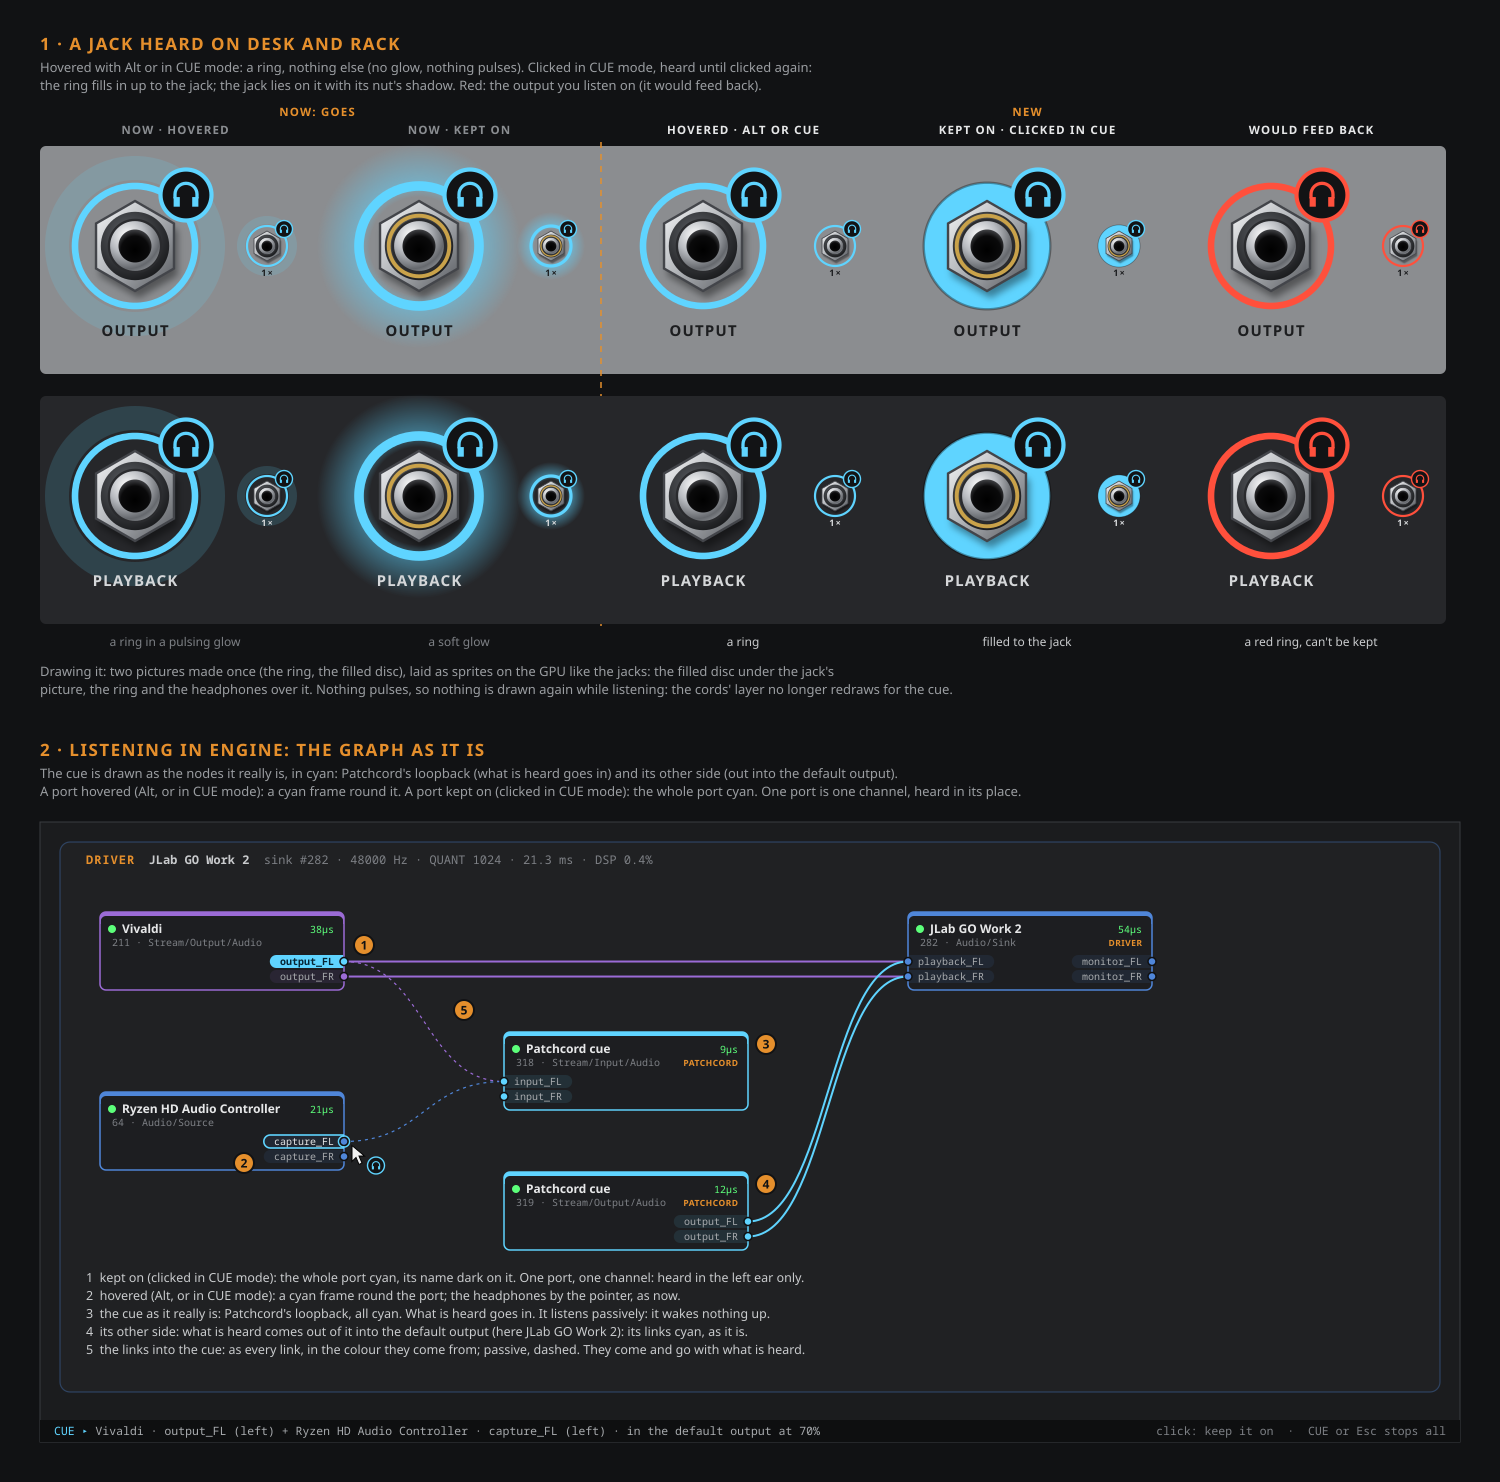 1 · A JACK HEARD ON DESK AND RACK
Hovered with Alt or in CUE mode: a ring, nothing else (no glow, nothing pulses). Clicked in CUE mode, heard until clicked again:
the ring fills in up to the jack; the jack lies on it with its nut's shadow. Red: the output you listen on (it would feed back).
NOW: GOES
NEW
NOW · HOVERED
NOW · KEPT ON
HOVERED · ALT OR CUE
KEPT ON · CLICKED IN CUE
WOULD FEED BACK
1×
1×
1×
1×
1×
OUTPUT
OUTPUT
OUTPUT
OUTPUT
OUTPUT
1×
1×
1×
1×
1×
PLAYBACK
PLAYBACK
PLAYBACK
PLAYBACK
PLAYBACK
a ring in a pulsing glow
a soft glow
a ring
filled to the jack
a red ring, can't be kept
Drawing it: two pictures made once (the ring, the filled disc), laid as sprites on the GPU like the jacks: the filled disc under the jack's
picture, the ring and the headphones over it. Nothing pulses, so nothing is drawn again while listening: the cords' layer no longer redraws for the cue.
2 · LISTENING IN ENGINE: THE GRAPH AS IT IS
The cue is drawn as the nodes it really is, in cyan: Patchcord's loopback (what is heard goes in) and its other side (out into the default output).
A port hovered (Alt, or in CUE mode): a cyan frame round it. A port kept on (clicked in CUE mode): the whole port cyan. One port is one channel, heard in its place.
DRIVER JLab GO Work 2 sink #282 · 48000 Hz · QUANT 1024 · 21.3 ms · DSP 0.4%
Vivaldi 38µs
211 · Stream/Output/Audio
output_FL
output_FR
1
JLab GO Work 2 54µs
282 · Audio/Sink DRIVER
playback_FL monitor_FL
playback_FR monitor_FR
5
Patchcord cue 9µs
318 · Stream/Input/Audio PATCHCORD
input_FL
input_FR
3
Ryzen HD Audio Controller 21µs
64 · Audio/Source
capture_FL
capture_FR
2
Patchcord cue 12µs
319 · Stream/Output/Audio PATCHCORD
output_FL
output_FR
4
1 kept on (clicked in CUE mode): the whole port cyan, its name dark on it. One port, one channel: heard in the left ear only.
2 hovered (Alt, or in CUE mode): a cyan frame round the port; the headphones by the pointer, as now.
3 the cue as it really is: Patchcord's loopback, all cyan. What is heard goes in. It listens passively: it wakes nothing up.
4 its other side: what is heard comes out of it into the default output (here JLab GO Work 2): its links cyan, as it is.
5 the links into the cue: as every link, in the colour they come from; passive, dashed. They come and go with what is heard.
CUE ▸ Vivaldi · output_FL (left) + Ryzen HD Audio Controller · capture_FL (left) · in the default output at 70%
click: keep it on · CUE or Esc stops all